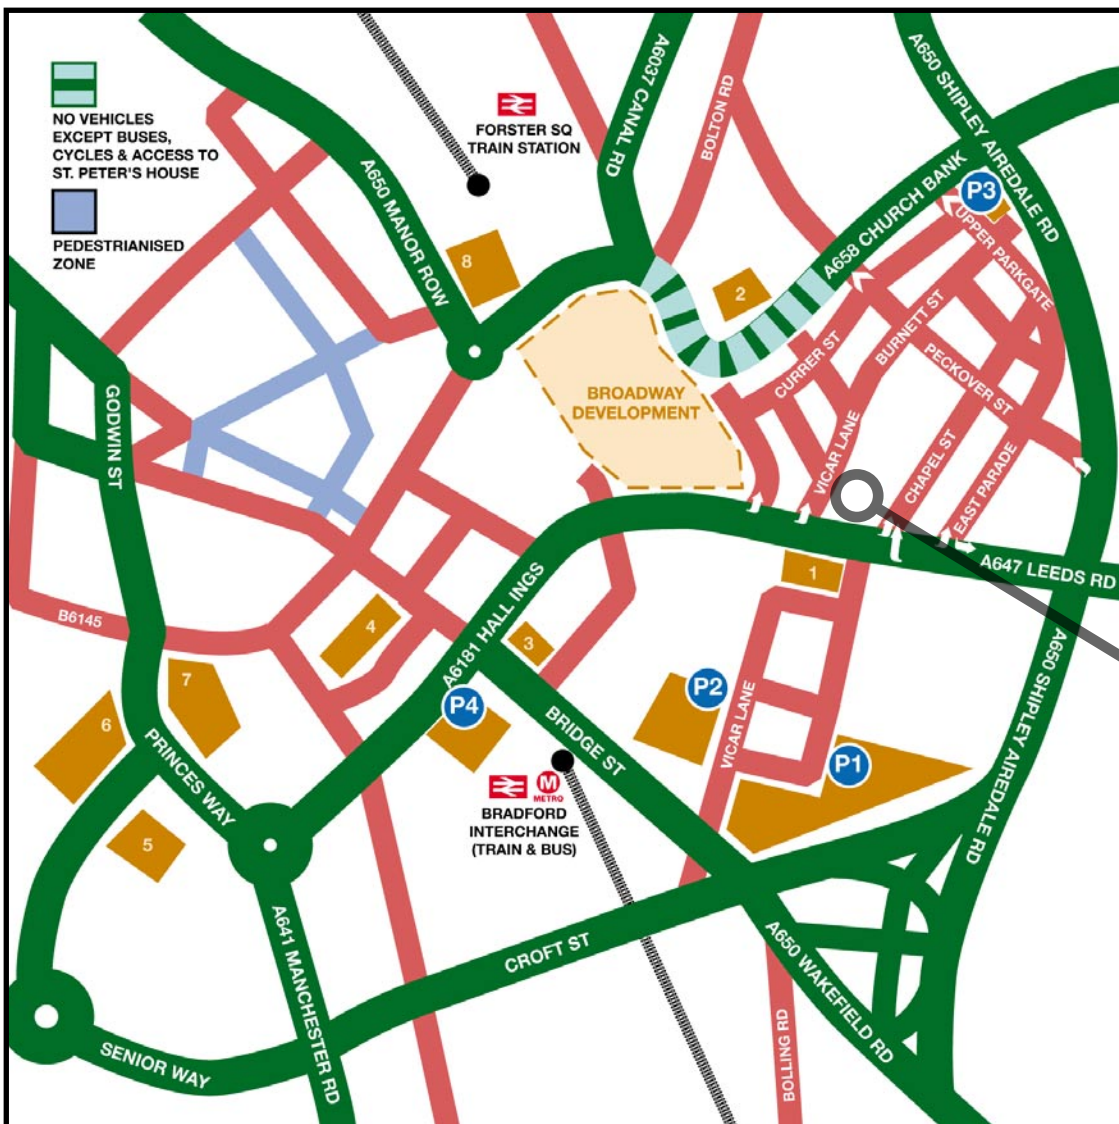 NO VEHICLES
EXCEPT BUSES,
CYCLES & ACCESS TO
ST. PETER'S HOUSE
PEDESTRIANISED
ZONE
FORSTER SQ
TRAIN STATION
A6037 CANAL RD
BOLTON RD
A650 SHIPLEY AIREDALE RD
A650 MANOR ROW
A658 CHURCH BANK
P3
UPPER PARKGATE
8
2
BURNETT ST
CURRER ST
PECKOVER ST
BROADWAY
DEVELOPMENT
GODWIN ST
VICAR LANE
CHAPEL ST
EAST PARADE
A647 LEEDS RD
1
A6181 HALL INGS
B6145
4
3
7
6
P4
P2
VICAR LANE
BRIDGE ST
A650 SHIPLEY AIREDALE RD
PRINCES WAY
P1
M
METRO
BRADFORD
INTERCHANGE
(TRAIN & BUS)
5
A641 MANCHESTER RD
CROFT ST
A650 WAKEFIELD RD
SENIOR WAY
BOLLING RD